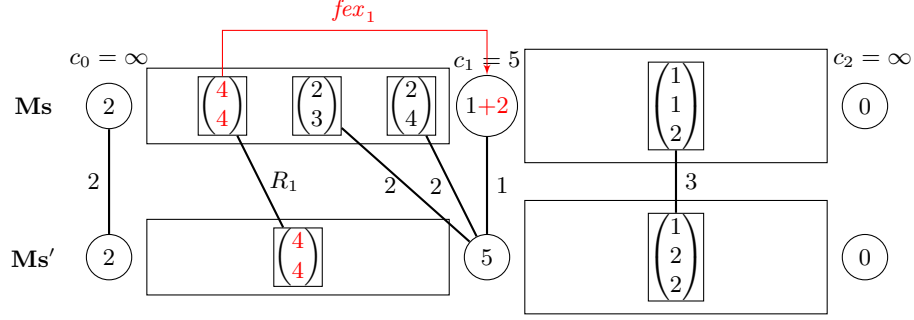 fex₁
c₀ = ∞ c₁ = 5 c₂ = ∞
Ms 2 (4 4) (2 3) (2 4) 1+2 (1 1 2) 0
2 R₁ 2 2 1 3
Ms′ 2 (4 4) 5 (1 2 2) 0